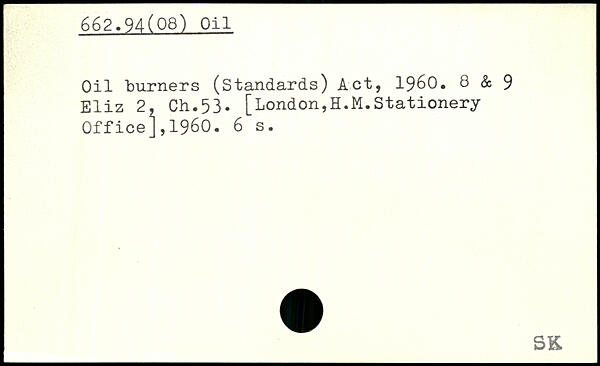 662.94(08) Oil
Oil burners (Standards) Act, 1960. 8 & 9
Eliz 2, Ch.53. [London,H.M.Stationery
Office],1960. 6 s.
SK